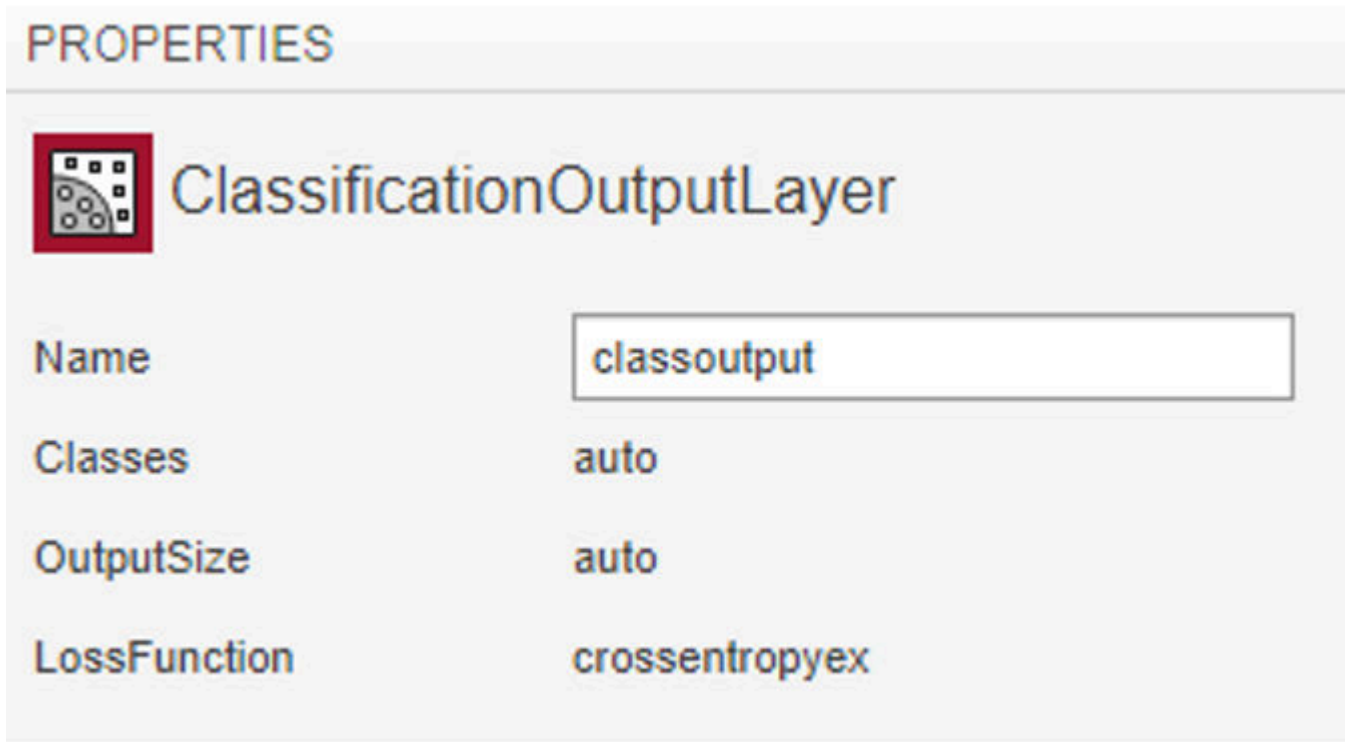 PROPERTIES
ClassificationOutputLayer
Name classoutput
Classes auto
OutputSize auto
LossFunction crossentropyex